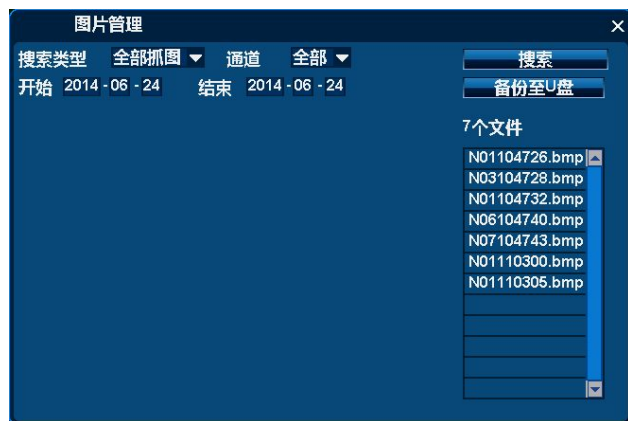 图片管理
搜索类型 全部抓图 通道 全部 搜索
开始 2014-06-24 结束 2014-06-24 备份至U盘
7个文件
N01104726.bmp
N03104728.bmp
N01104732.bmp
N06104740.bmp
N07104743.bmp
N01110300.bmp
N01110305.bmp